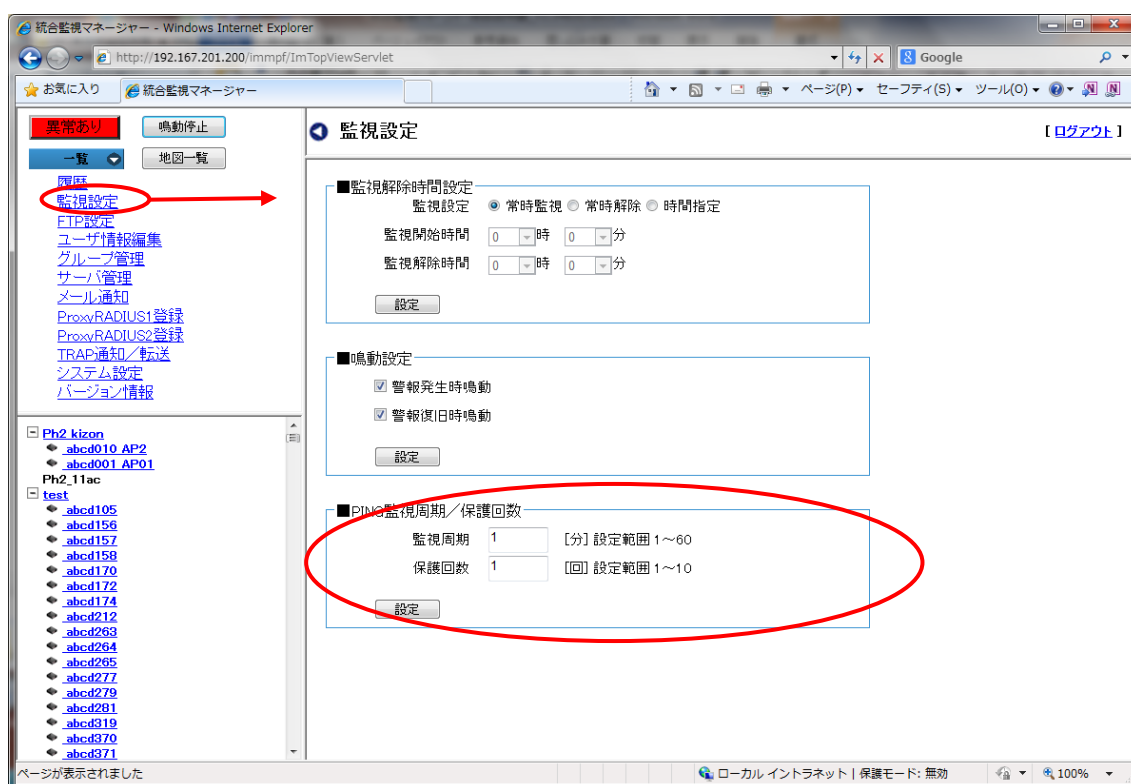 統合監視マネージャー - Windows Internet Explorer
http://192.167.201.200/immpf/ImTopViewServlet
Google
お気に入り
統合監視マネージャー
ページ(P)
セーフティ(S)
ツール(O)
異常あり
鳴動停止
一覧
地図一覧
履歴
監視設定
FTP設定
ユーザ情報編集
グループ管理
サーバ管理
メール通知
ProxyRADIUS1登録
ProxyRADIUS2登録
TRAP通知/転送
システム設定
バージョン情報
Ph2 kizon
abcd010 AP2
abcd001 AP01
Ph2_11ac
test
abcd105
abcd156
abcd157
abcd158
abcd170
abcd172
abcd174
abcd212
abcd263
abcd264
abcd265
abcd277
abcd279
abcd281
abcd319
abcd370
abcd371
監視設定
[ ログアウト ]
■監視解除時間設定
監視設定 常時監視 常時解除 時間指定
監視開始時間 0 時 0 分
監視解除時間 0 時 0 分
設定
■鳴動設定
警報発生時鳴動
警報復旧時鳴動
設定
■PING監視周期/保護回数
監視周期 1 [分] 設定範囲 1~60
保護回数 1 [回] 設定範囲 1~10
設定
ページが表示されました
ローカル イントラネット | 保護モード: 無効
100%